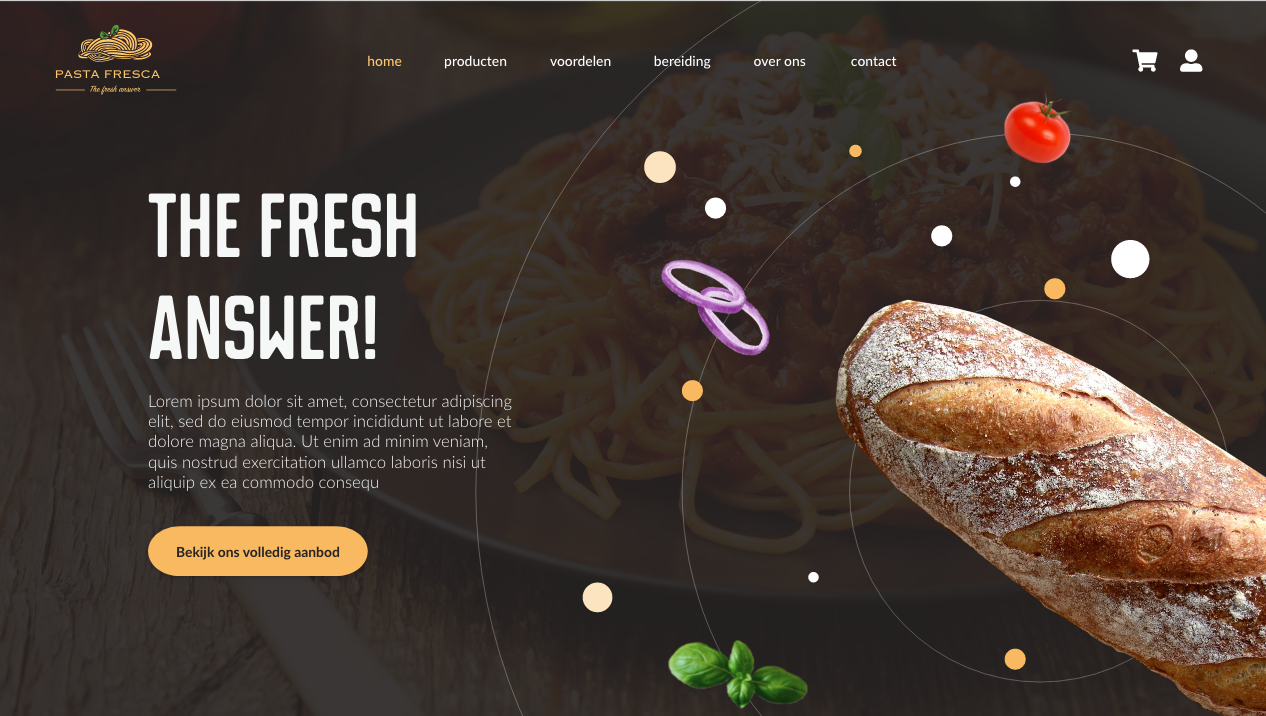 PASTA FRESCA
The fresh answer
home producten voordelen bereiding over ons contact
THE FRESH
ANSWER!
Lorem ipsum dolor sit amet, consectetur adipiscing
elit, sed do eiusmod tempor incididunt ut labore et
dolore magna aliqua. Ut enim ad minim veniam,
quis nostrud exercitation ullamco laboris nisi ut
aliquip ex ea commodo consequ
Bekijk ons volledig aanbod